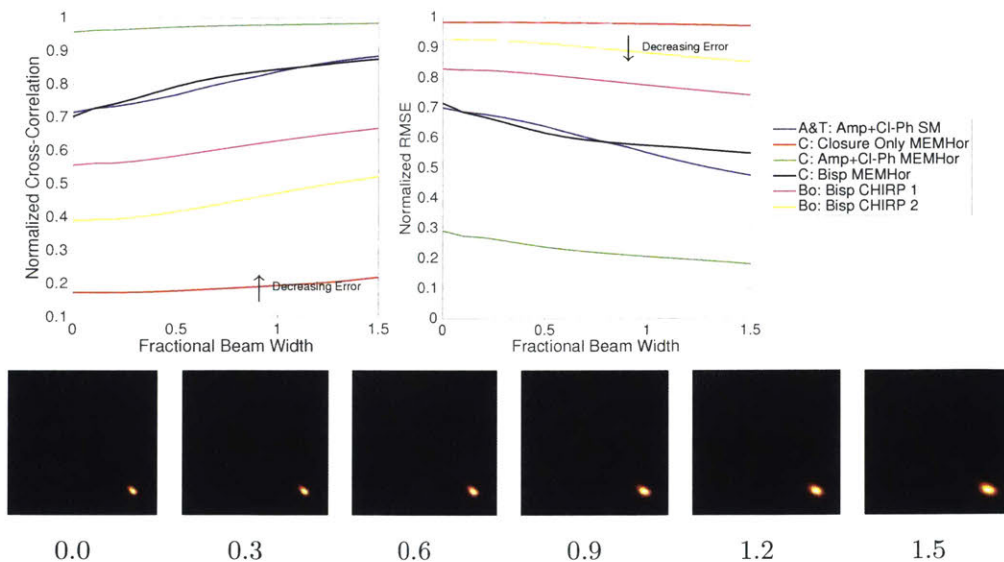 Normalized Cross-Correlation
1
0.9
0.8
0.7
0.6
0.5
0.4
0.3
0.2
0.1
0
0.5
1
1.5
Fractional Beam Width
Decreasing Error
Normalized RMSE
1
0.9
0.8
0.7
0.6
0.5
0.4
0.3
0.2
0.1
0
0
0.5
1
1.5
Fractional Beam Width
Decreasing Error
A&T: Amp+Cl-Ph SM
C: Closure Only MEMHor
C: Amp+Cl-Ph MEMHor
C: Bisp MEMHor
Bo: Bisp CHIRP 1
Bo: Bisp CHIRP 2
0.0 0.3 0.6 0.9 1.2 1.5